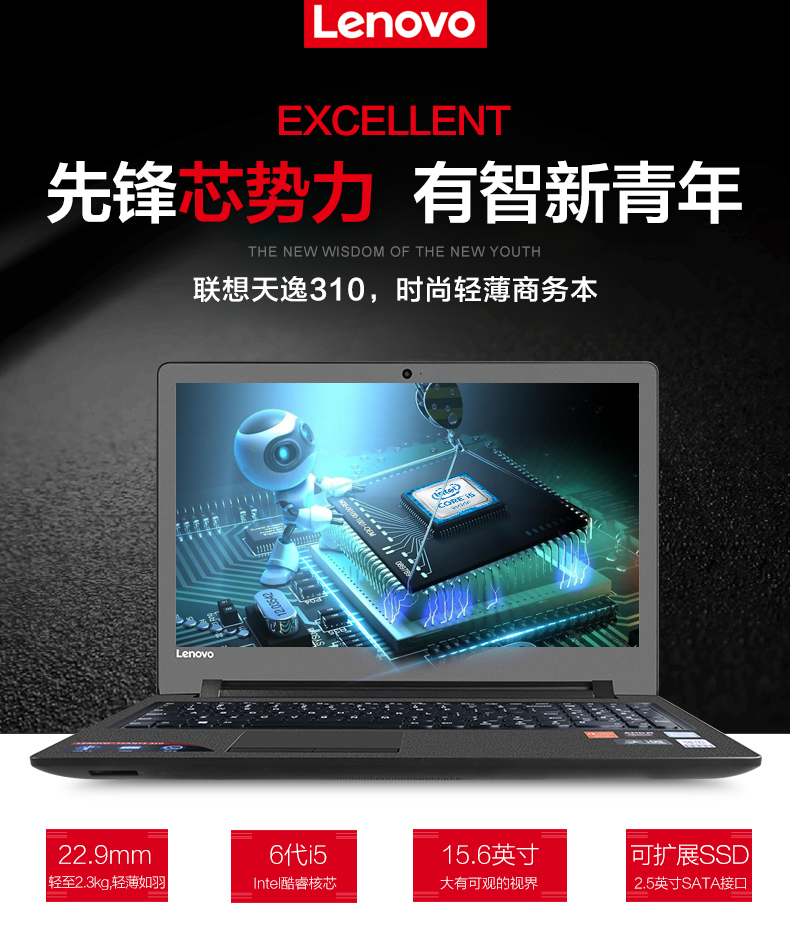 Lenovo
EXCELLENT
先锋芯势力 有智新青年
THE NEW WISDOM OF THE NEW YOUTH
联想天逸310，时尚轻薄商务本
intel
CORE i5
inside
Lenovo
22.9mm
轻至2.3kg,轻薄如羽
6代i5
Intel酷睿核芯
15.6英寸
大有可观的视界
可扩展SSD
2.5英寸SATA接口